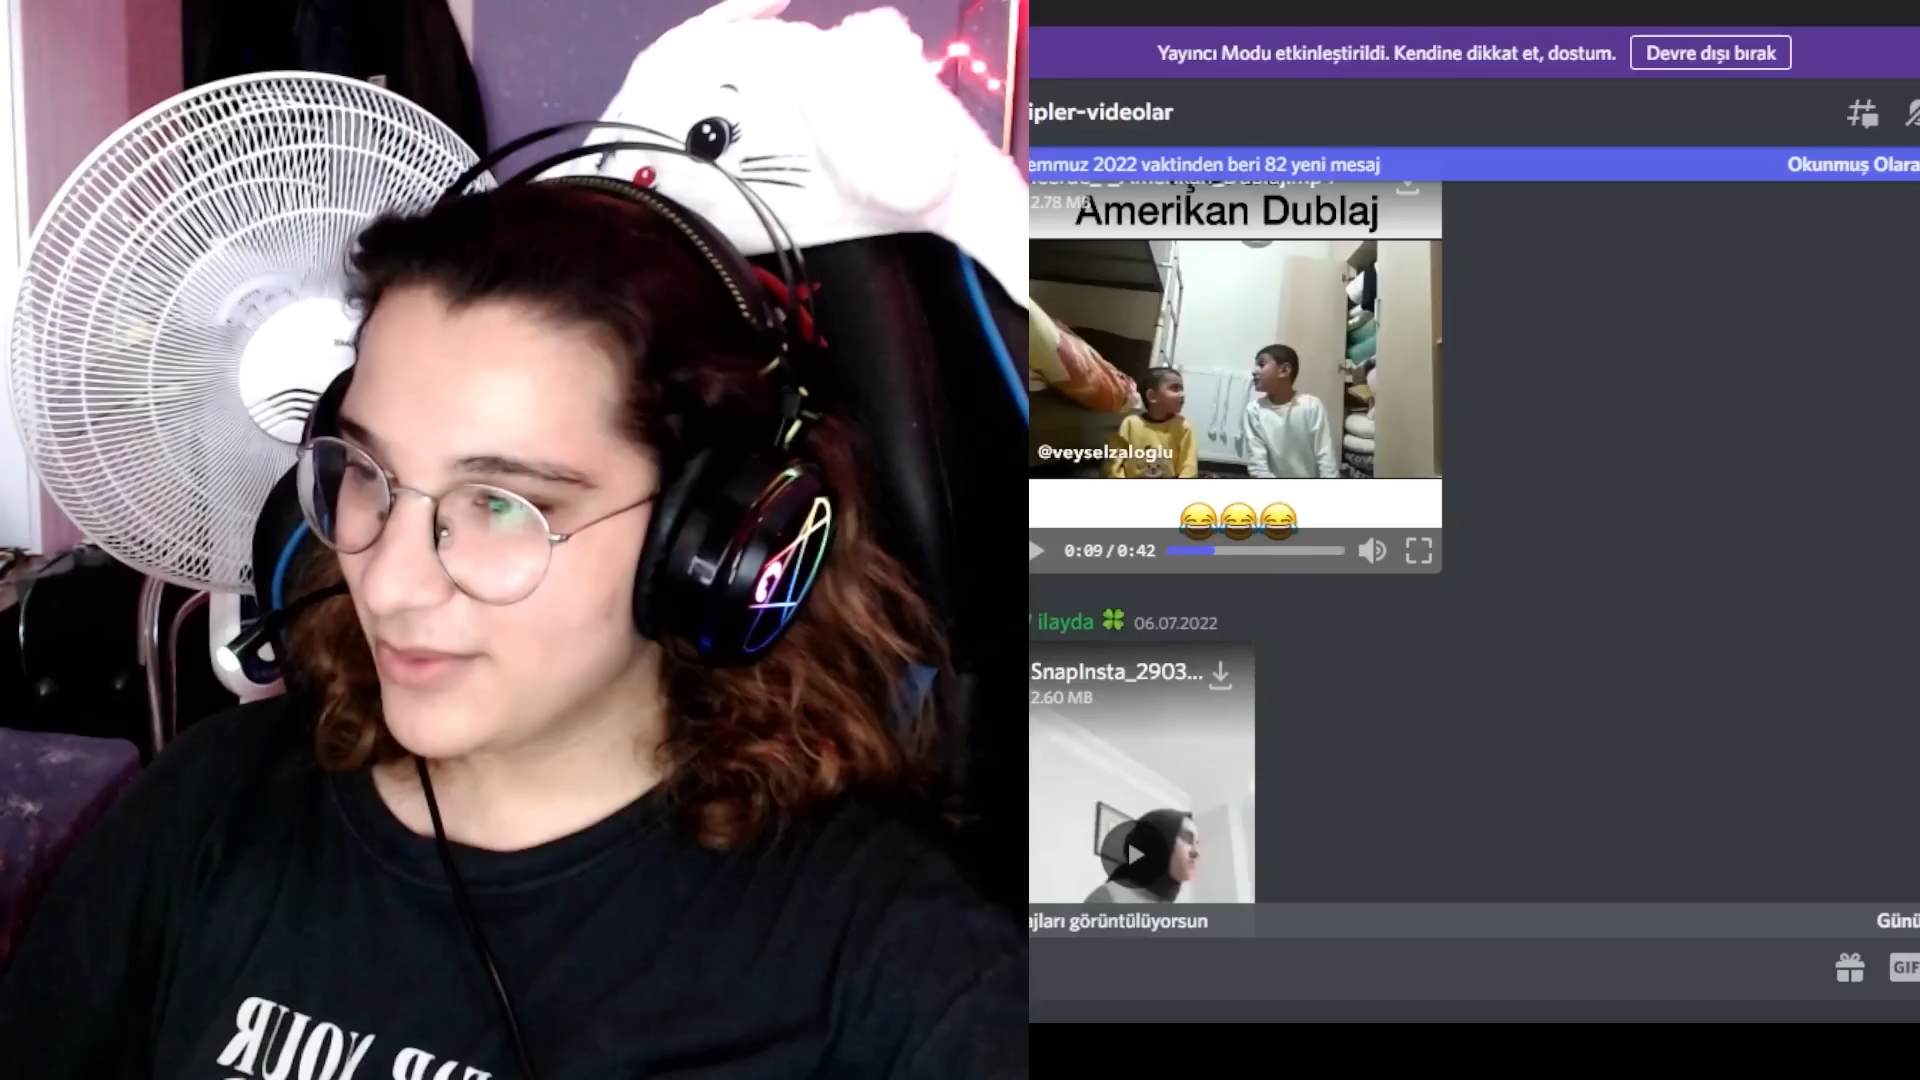 Yayıncı Modu etkinleştirildi. Kendine dikkat et, dostum.
Devre dışı bırak
ipler-videolar
emmuz 2022 vaktinden beri 82 yeni mesaj
Okunmuş Olara
2.78 MB
Amerikan Dublaj
@veyselzaloglu
0:09 / 0:42
ilayda 🍀 06.07.2022
SnapInsta_2903...
2.60 MB
ajları görüntülüyorsun
Günü
GIF
YOUR